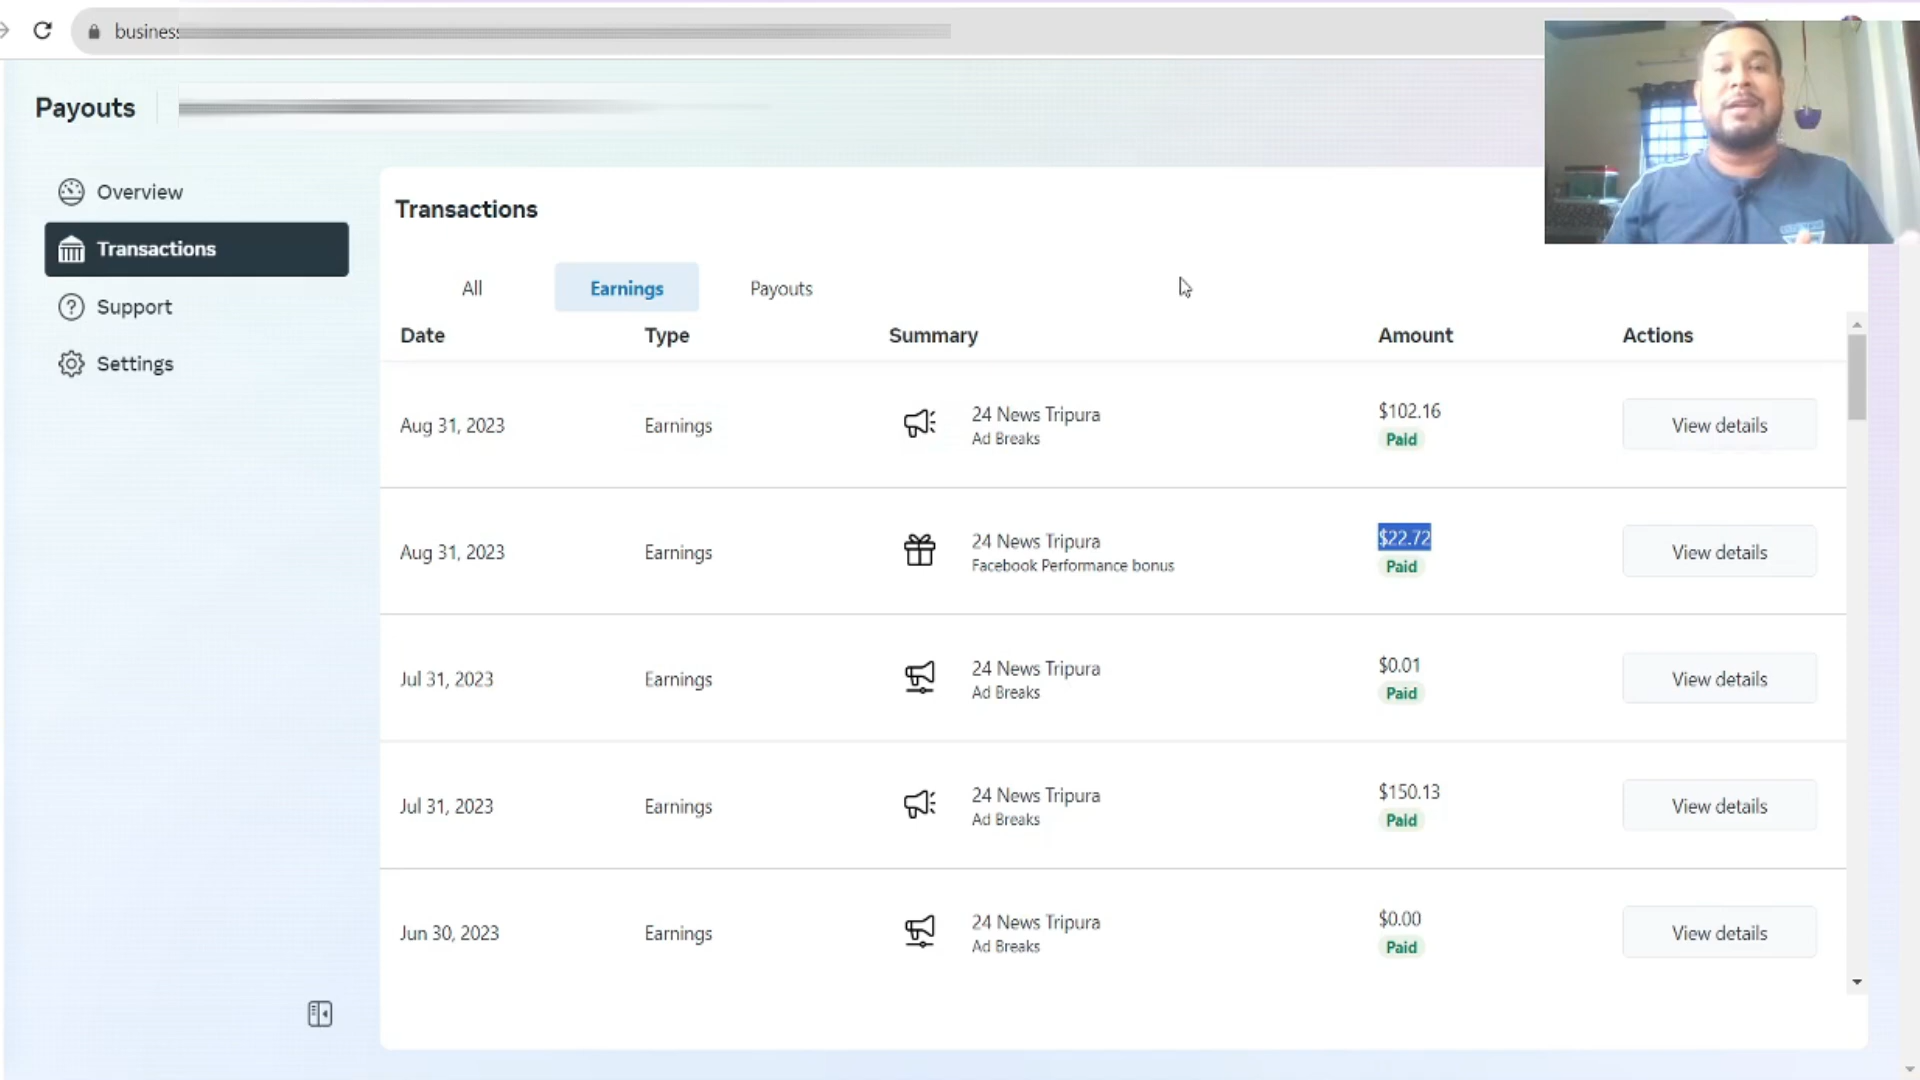 business
Payouts
Overview
Transactions
Support
Settings
Transactions
All Earnings Payouts
Date Type Summary Amount Actions
Aug 31, 2023 Earnings 24 News Tripura Ad Breaks $102.16 Paid View details
Aug 31, 2023 Earnings 24 News Tripura Facebook Performance bonus $22.72 Paid View details
Jul 31, 2023 Earnings 24 News Tripura Ad Breaks $0.01 Paid View details
Jul 31, 2023 Earnings 24 News Tripura Ad Breaks $150.13 Paid View details
Jun 30, 2023 Earnings 24 News Tripura Ad Breaks $0.00 Paid View details